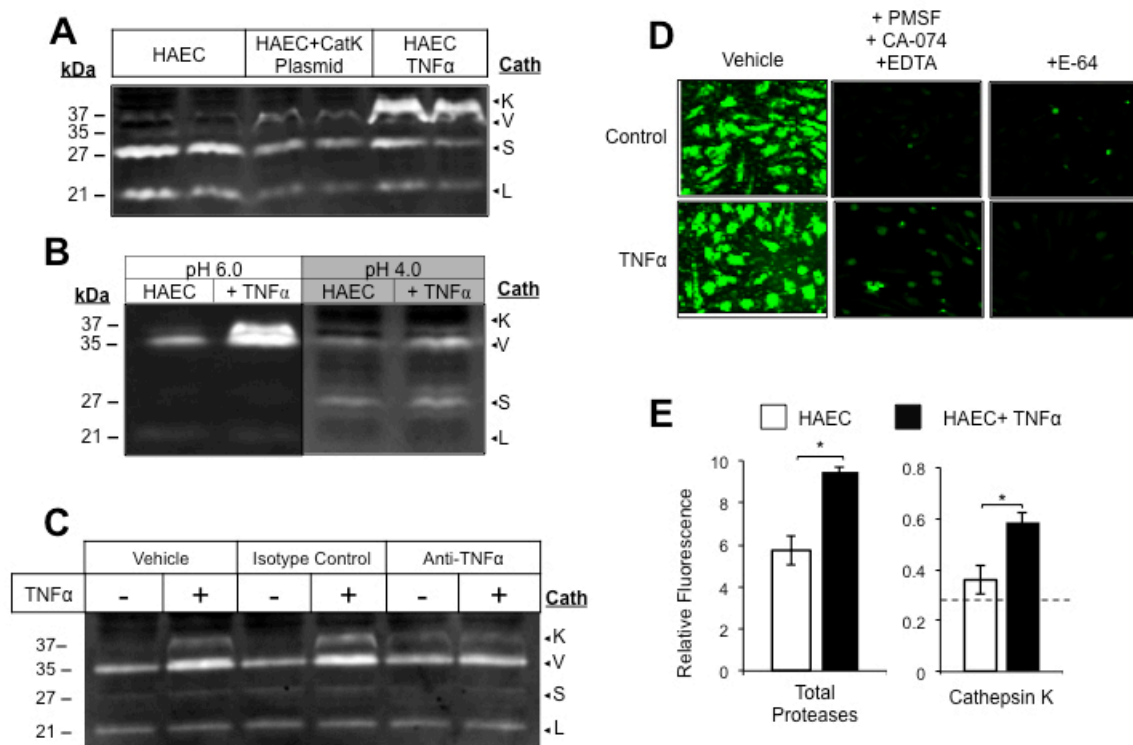 A
HAEC
HAEC+CatK Plasmid
HAEC TNFα
kDa
Cath
37 –
35 –
27 –
21 –
◂K
◂V
◂S
◂L
B
pH 6.0
pH 4.0
HAEC
+ TNFα
HAEC
+ TNFα
kDa
Cath
37 –
35 –
27 –
21 –
◂K
◂V
◂S
◂L
C
Vehicle
Isotype Control
Anti-TNFα
TNFα
-
+
-
+
-
+
Cath
37–
35 –
27 –
21 –
◂K
◂V
◂S
◂L
D
Vehicle
+ PMSF
+ CA-074
+EDTA
+E-64
Control
TNFα
E
HAEC
HAEC+ TNFα
Relative Fluorescence
10
8
6
4
2
0
*
Total
Proteases
0.8
0.6
0.4
0.2
0
*
Cathepsin K